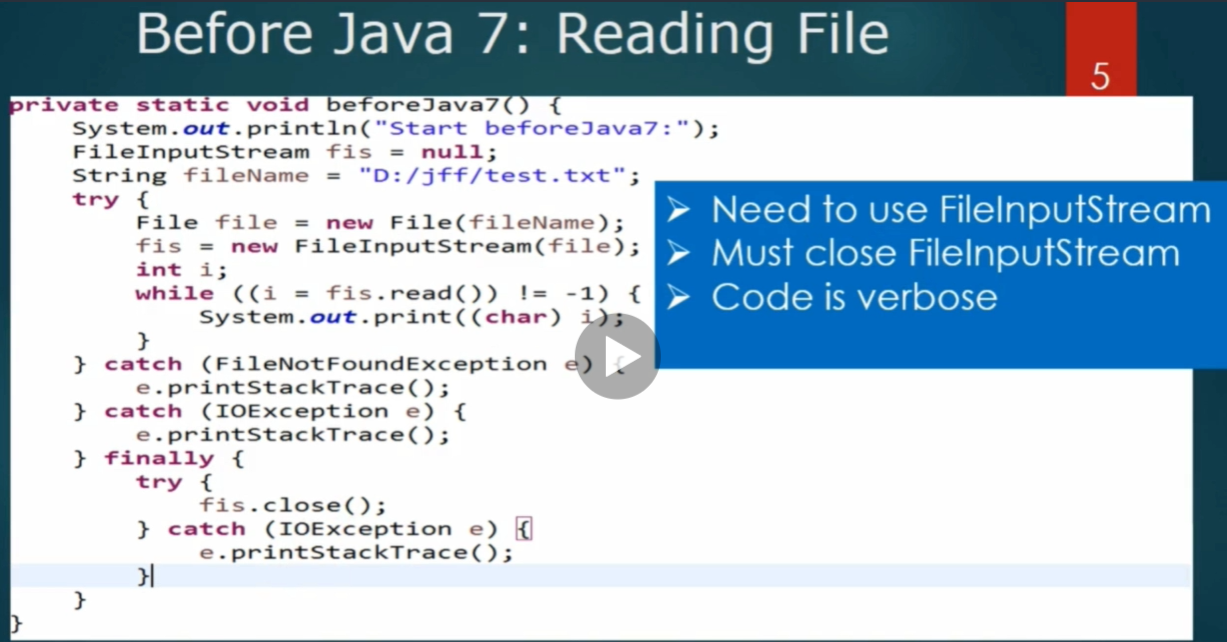 Before Java 7: Reading File
5
private static void beforeJava7() {
System.out.println("Start beforeJava7:");
FileInputStream fis = null;
String fileName = "D:/jff/test.txt";
try {
File file = new File(fileName);
fis = new FileInputStream(file);
int i;
while ((i = fis.read()) != -1) {
System.out.print((char) i);
}
} catch (FileNotFoundException e) {
e.printStackTrace();
} catch (IOException e) {
e.printStackTrace();
} finally {
try {
fis.close();
} catch (IOException e) {
e.printStackTrace();
}
}
}
➢ Need to use FileInputStream
➢ Must close FileInputStream
➢ Code is verbose